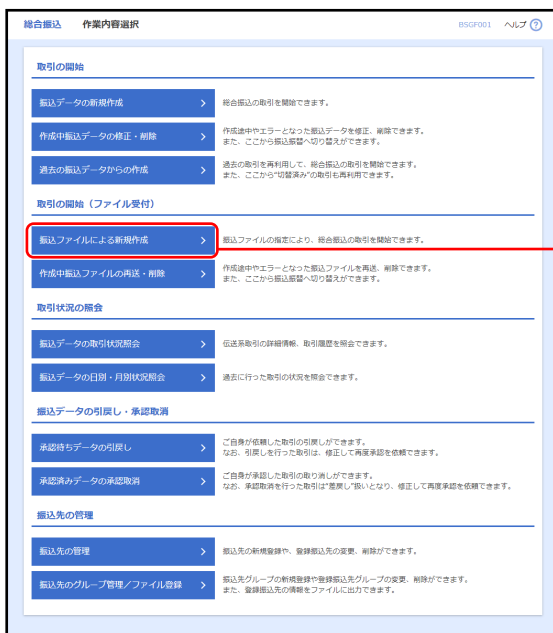 総合振込 作業内容選択 BSGF001 ヘルプ ?
取引の開始
振込データの新規作成 総合振込の取引を開始できます。
作成中振込データの修正・削除 作成途中やエラーとなった振込データを修正、削除できます。
また、ここから振込振替へ切り替えができます。
過去の振込データからの作成 過去の取引を再利用して、総合振込の取引を開始できます。
また、ここから"切替済み"の取引も再利用できます。
取引の開始（ファイル受付）
振込ファイルによる新規作成 振込ファイルの指定により、総合振込の取引を開始できます。
作成中振込ファイルの再送・削除 作成途中やエラーとなった振込ファイルを再送、削除できます。
また、ここから振込振替へ切り替えができます。
取引状況の照会
振込データの取引状況照会 伝送系取引の詳細情報、取引履歴を照会できます。
振込データの日別・月別状況照会 過去に行った取引の状況を照会できます。
振込データの引戻し・承認取消
承認待ちデータの引戻し ご自身が依頼した取引の引戻しができます。
なお、引戻しを行った取引は、修正して再度承認を依頼できます。
承認済みデータの承認取消 ご自身が承認した取引の取り消しができます。
なお、承認取消を行った取引は"差戻し"扱いとなり、修正して再度承認を依頼できます。
振込先の管理
振込先の管理 振込先の新規登録や、登録振込先の変更、削除ができます。
振込先のグループ管理／ファイル登録 振込先グループの新規登録や登録振込先グループの変更、削除ができます。
また、登録振込先の情報をファイルに出力できます。